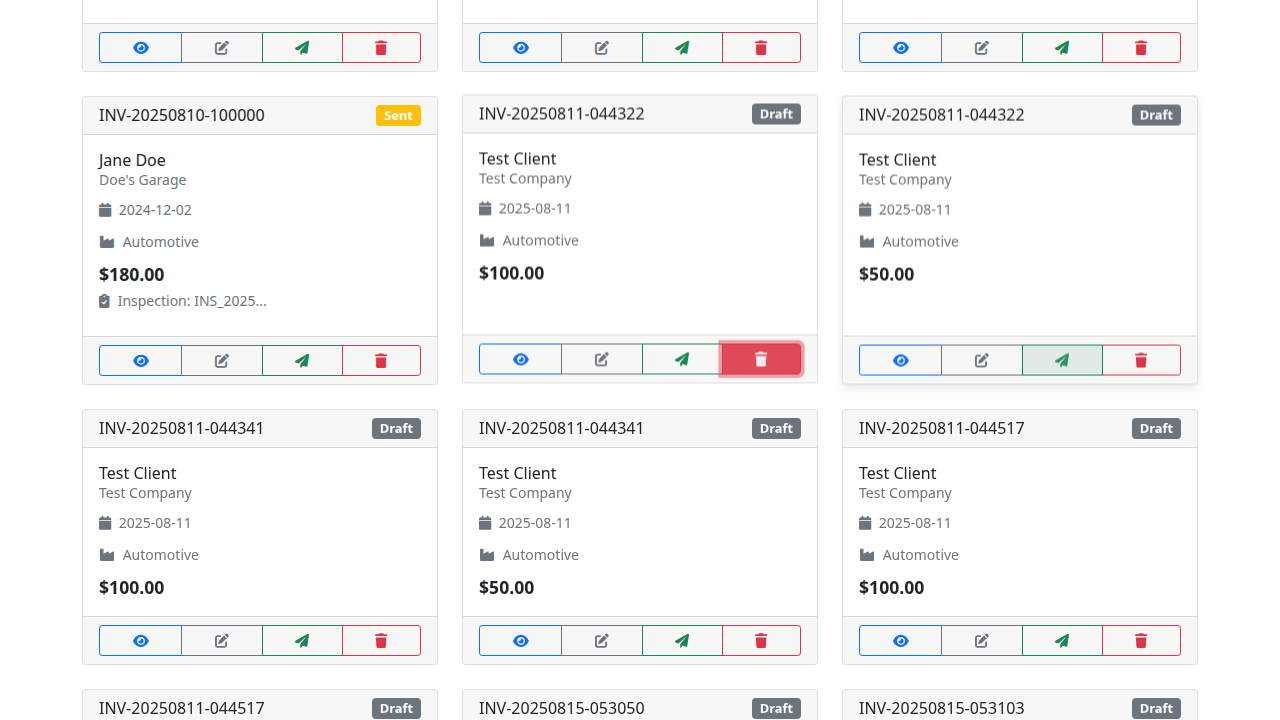 INV-20250810-100000 Sent
Jane Doe
Doe's Garage
2024-12-02
Automotive
$180.00
Inspection: INS_2025...
INV-20250811-044322 Draft
Test Client
Test Company
2025-08-11
Automotive
$100.00
INV-20250811-044322 Draft
Test Client
Test Company
2025-08-11
Automotive
$50.00
INV-20250811-044341 Draft
Test Client
Test Company
2025-08-11
Automotive
$100.00
INV-20250811-044341 Draft
Test Client
Test Company
2025-08-11
Automotive
$50.00
INV-20250811-044517 Draft
Test Client
Test Company
2025-08-11
Automotive
$100.00
INV-20250811-044517 Draft
INV-20250815-053050 Draft
INV-20250815-053103 Draft